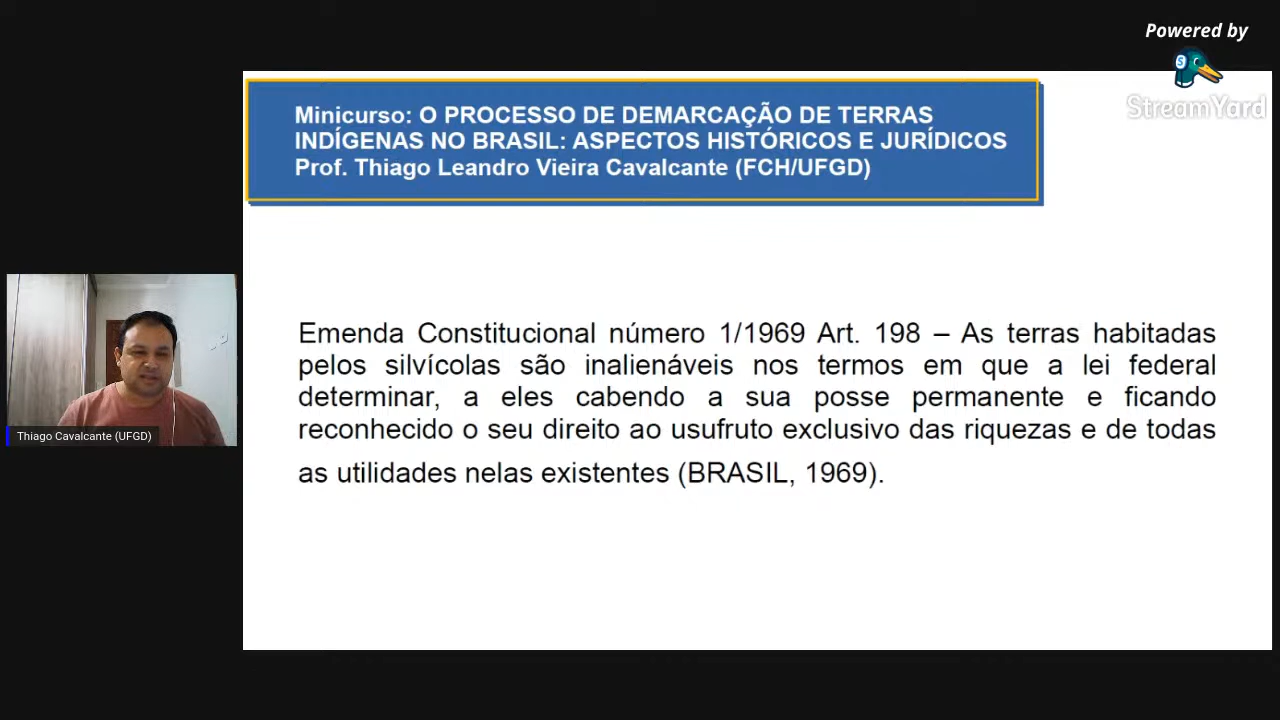 Powered by
StreamYard
Minicurso: O PROCESSO DE DEMARCAÇÃO DE TERRAS
INDÍGENAS NO BRASIL: ASPECTOS HISTÓRICOS E JURÍDICOS
Prof. Thiago Leandro Vieira Cavalcante (FCH/UFGD)
Emenda Constitucional número 1/1969 Art. 198 – As terras habitadas
pelos silvícolas são inalienáveis nos termos em que a lei federal
determinar, a eles cabendo a sua posse permanente e ficando
reconhecido o seu direito ao usufruto exclusivo das riquezas e de todas
as utilidades nelas existentes (BRASIL, 1969).
Thiago Cavalcante (UFGD)